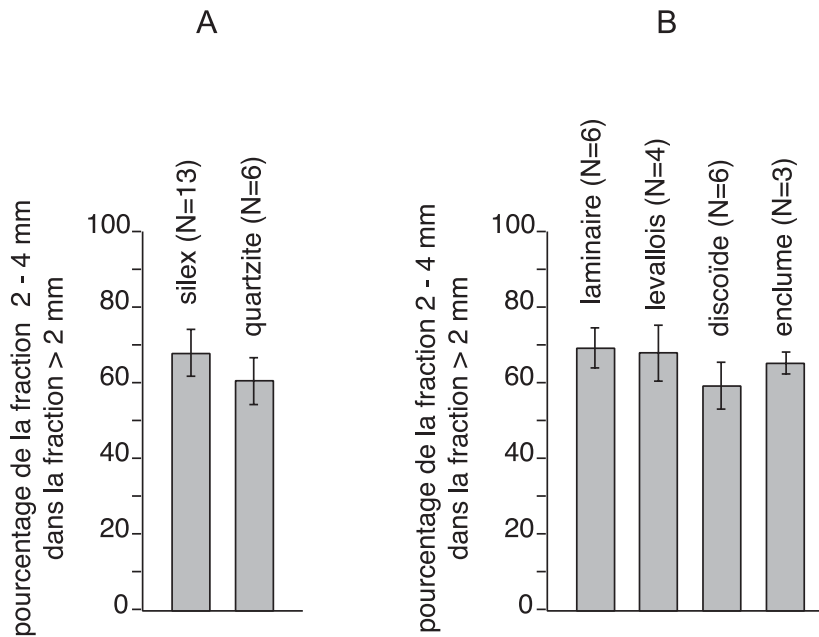 A
pourcentage de la fraction 2 - 4 mm
dans la fraction > 2 mm
100
80
60
40
20
0
silex (N=13)
quartzite (N=6)
B
pourcentage de la fraction 2 - 4 mm
dans la fraction > 2 mm
100
80
60
40
20
0
laminaire (N=6)
levallois (N=4)
discoïde (N=6)
enclume (N=3)